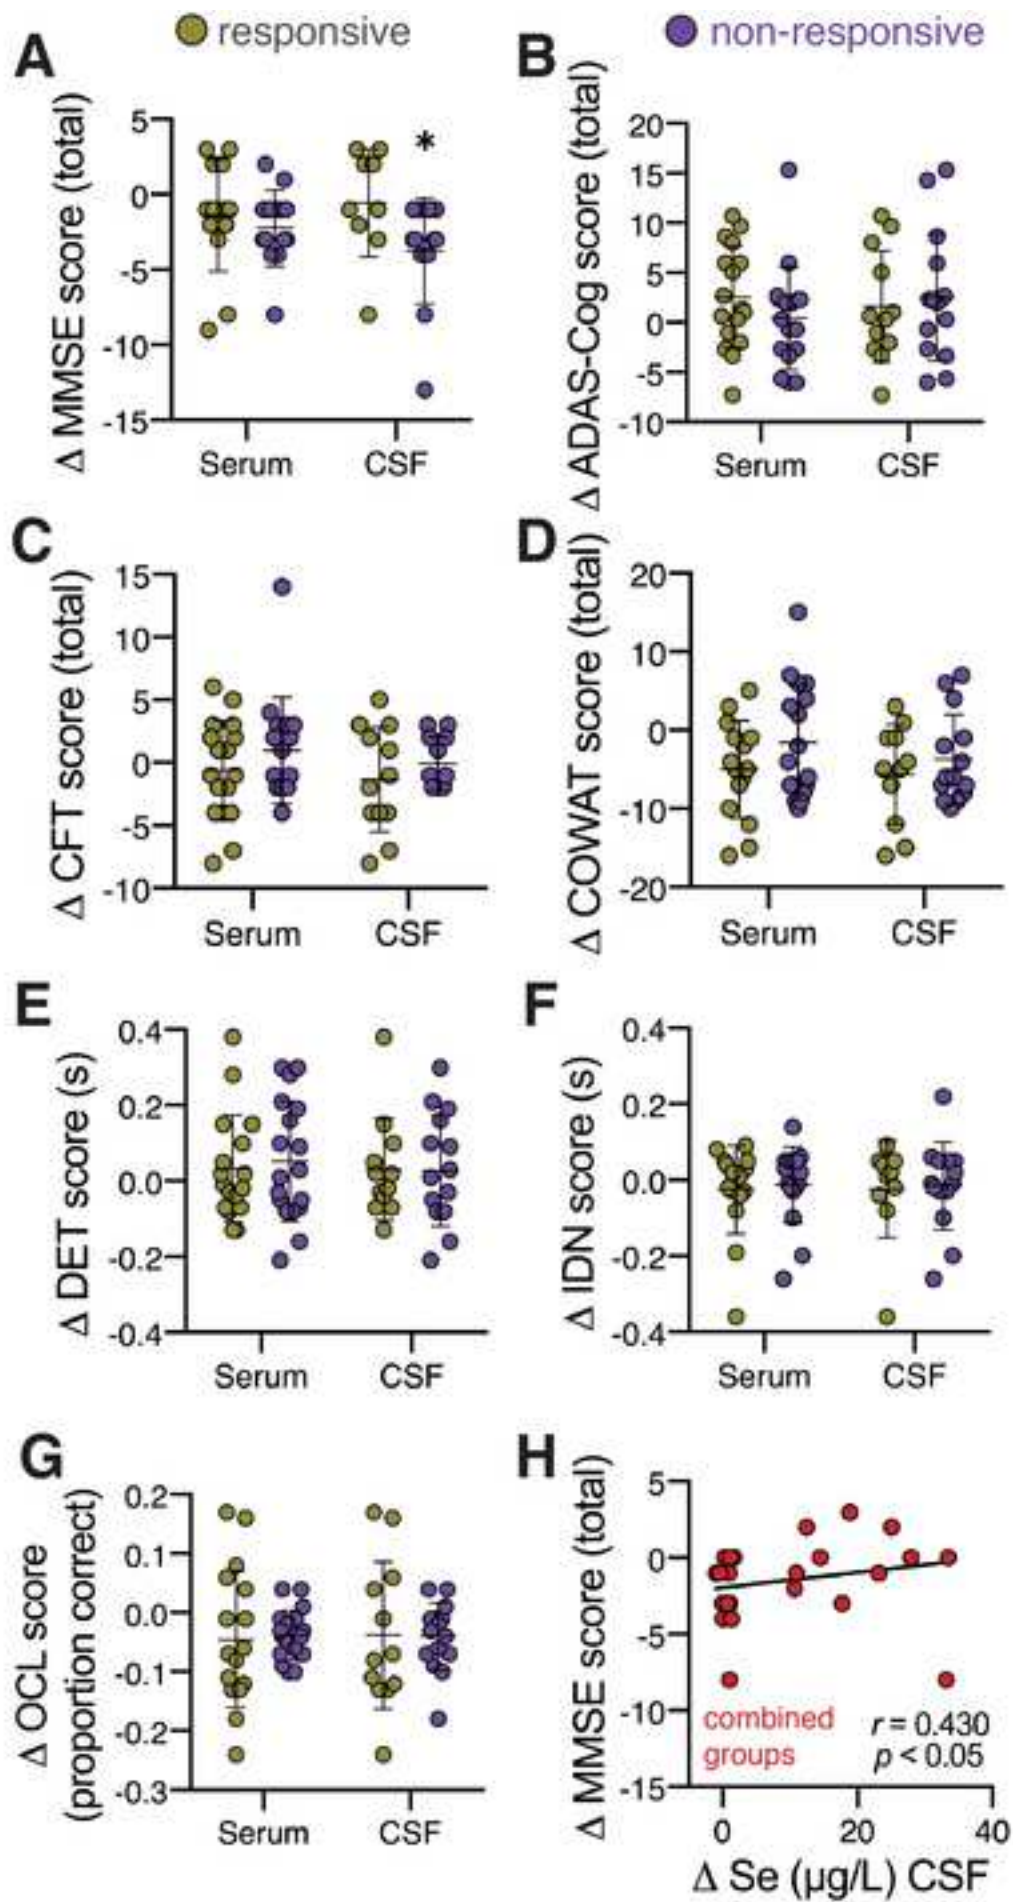 responsive
non-responsive
A
Δ MMSE score (total)
5
0
-5
-10
-15
*
Serum
CSF
B
Δ ADAS-Cog score (total)
20
15
10
5
0
-5
-10
Serum
CSF
C
Δ CFT score (total)
15
10
5
0
-5
-10
Serum
CSF
D
Δ COWAT score (total)
20
10
0
-10
-20
Serum
CSF
E
Δ DET score (s)
0.4
0.2
0.0
-0.2
-0.4
Serum
CSF
F
Δ IDN score (s)
0.4
0.2
0.0
-0.2
-0.4
Serum
CSF
G
Δ OCL score
(proportion correct)
0.2
0.1
0.0
-0.1
-0.2
-0.3
Serum
CSF
H
Δ MMSE score (total)
5
0
-5
-10
-15
combined
groups
r = 0.430
p < 0.05
0
20
40
Δ Se (µg/L) CSF